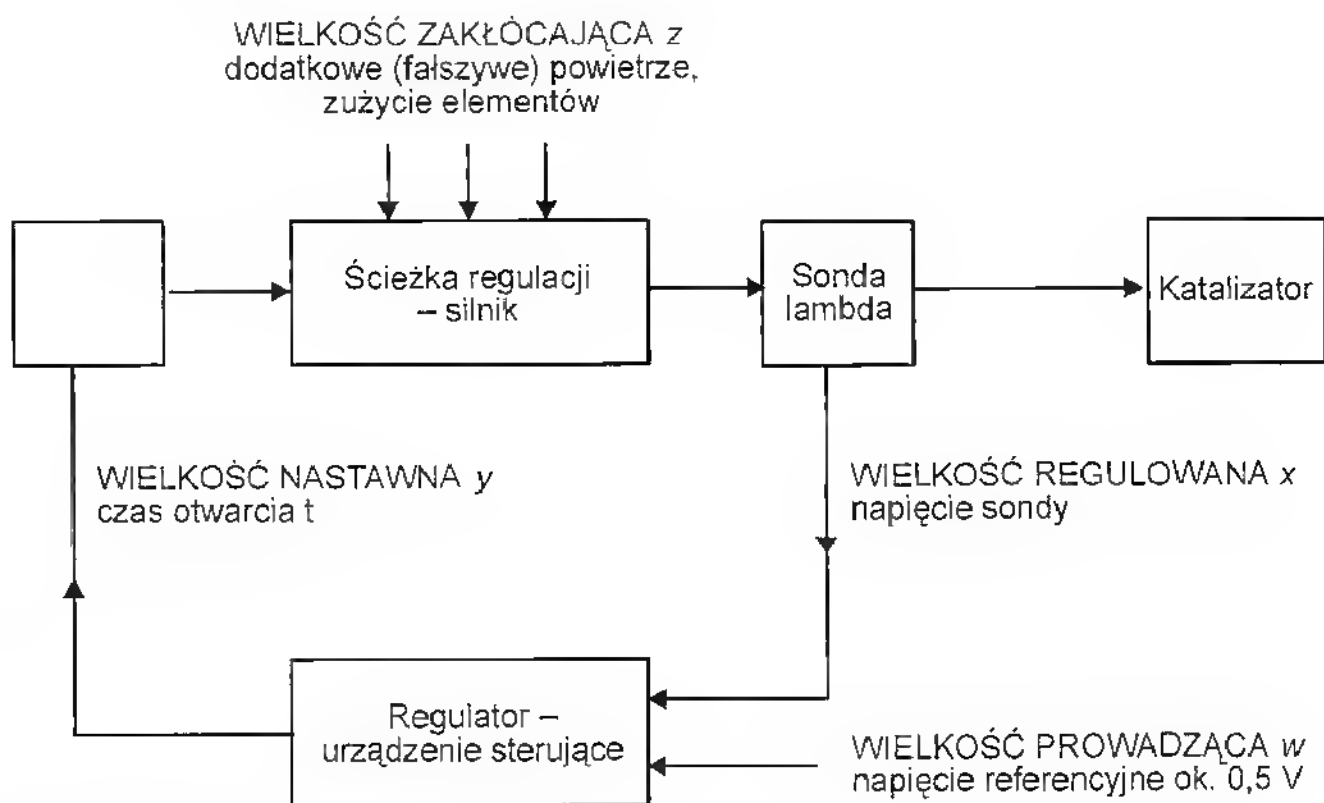 WIELKOŚĆ ZAKŁÓCAJĄCA z
dodatkowe (fałszywe) powietrze,
zużycie elementów
Ścieżka regulacji
– silnik
Sonda
lambda
Katalizator
WIELKOŚĆ NASTAWNA y
czas otwarcia t
WIELKOŚĆ REGULOWANA x
napięcie sondy
Regulator –
urządzenie sterujące
WIELKOŚĆ PROWADZĄCA w
napięcie referencyjne ok. 0,5 V